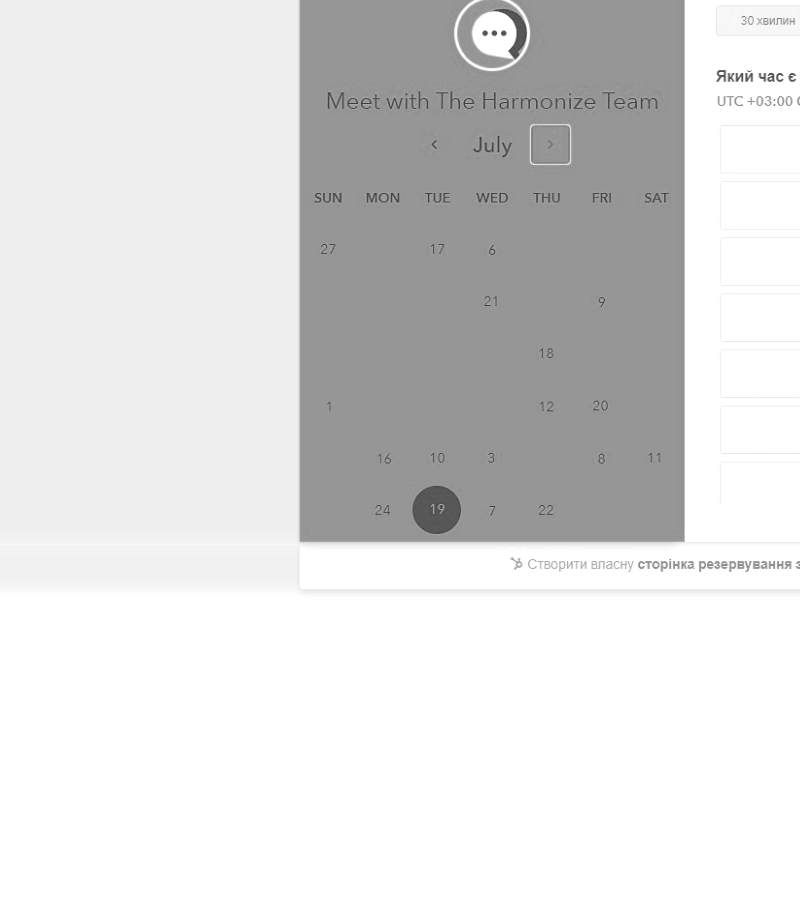 30 хвилин
Meet with The Harmonize Team
Який час є
UTC +03:00
July
SUN MON TUE WED THU FRI SAT
27 17 6
21 9
18
1 12 20
16 10 3 8 11
24 19 7 22
Створити власну сторінка резервування з